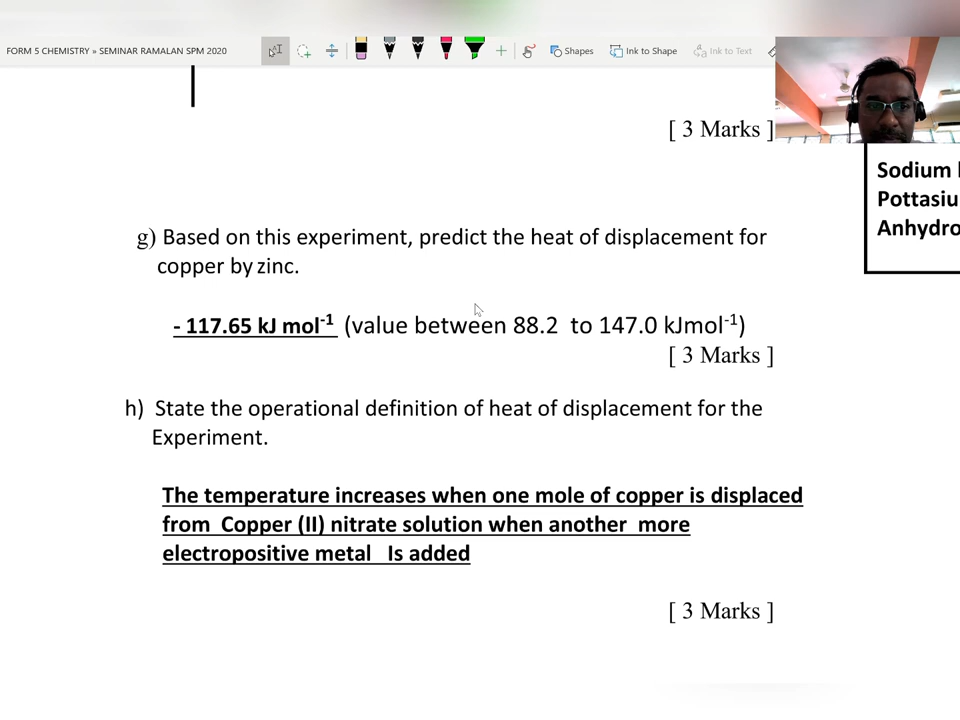 FORM 5 CHEMISTRY » SEMINAR RAMALAN SPM 2020
Shapes
Ink to Shape
Ink to Text
[ 3 Marks ]
Sodium
Pottasiu
Anhydro
g) Based on this experiment, predict the heat of displacement for
copper by zinc.
- 117.65 kJ mol⁻¹ (value between 88.2 to 147.0 kJmol⁻¹)
[ 3 Marks ]
h) State the operational definition of heat of displacement for the
Experiment.
The temperature increases when one mole of copper is displaced
from Copper (II) nitrate solution when another more
electropositive metal Is added
[ 3 Marks ]